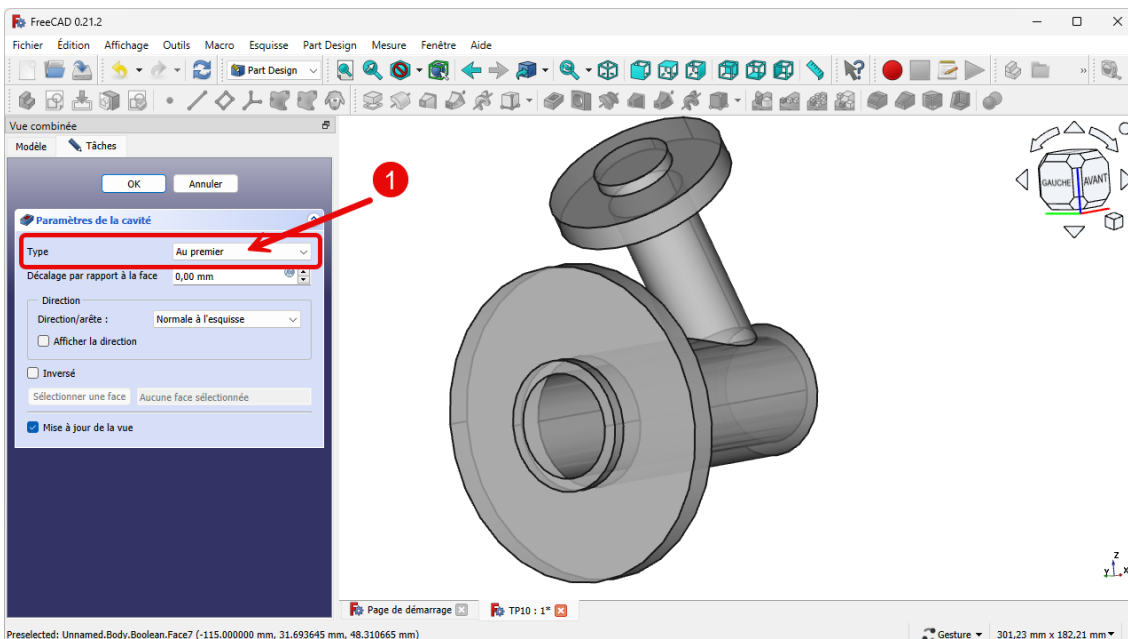 FreeCAD 0.21.2
Fichier Édition Affichage Outils Macro Esquisse Part Design Mesure Fenêtre Aide
Part Design
»
Vue combinée
Modèle Tâches
OK Annuler
1
Paramètres de la cavité
Type Au premier
Décalage par rapport à la face 0,00 mm
Direction
Direction/arête : Normale à l'esquisse
Afficher la direction
Inversé
Sélectionner une face Aucune face sélectionnée
Mise à jour de la vue
GAUCHE AVANT
Z
Y X
Page de démarrage TP10 : 1*
Preselected: Unnamed.Body.Boolean.Face7 (-115.000000 mm, 31.693645 mm, 48.310665 mm) Gesture 301,23 mm x 182,21 mm